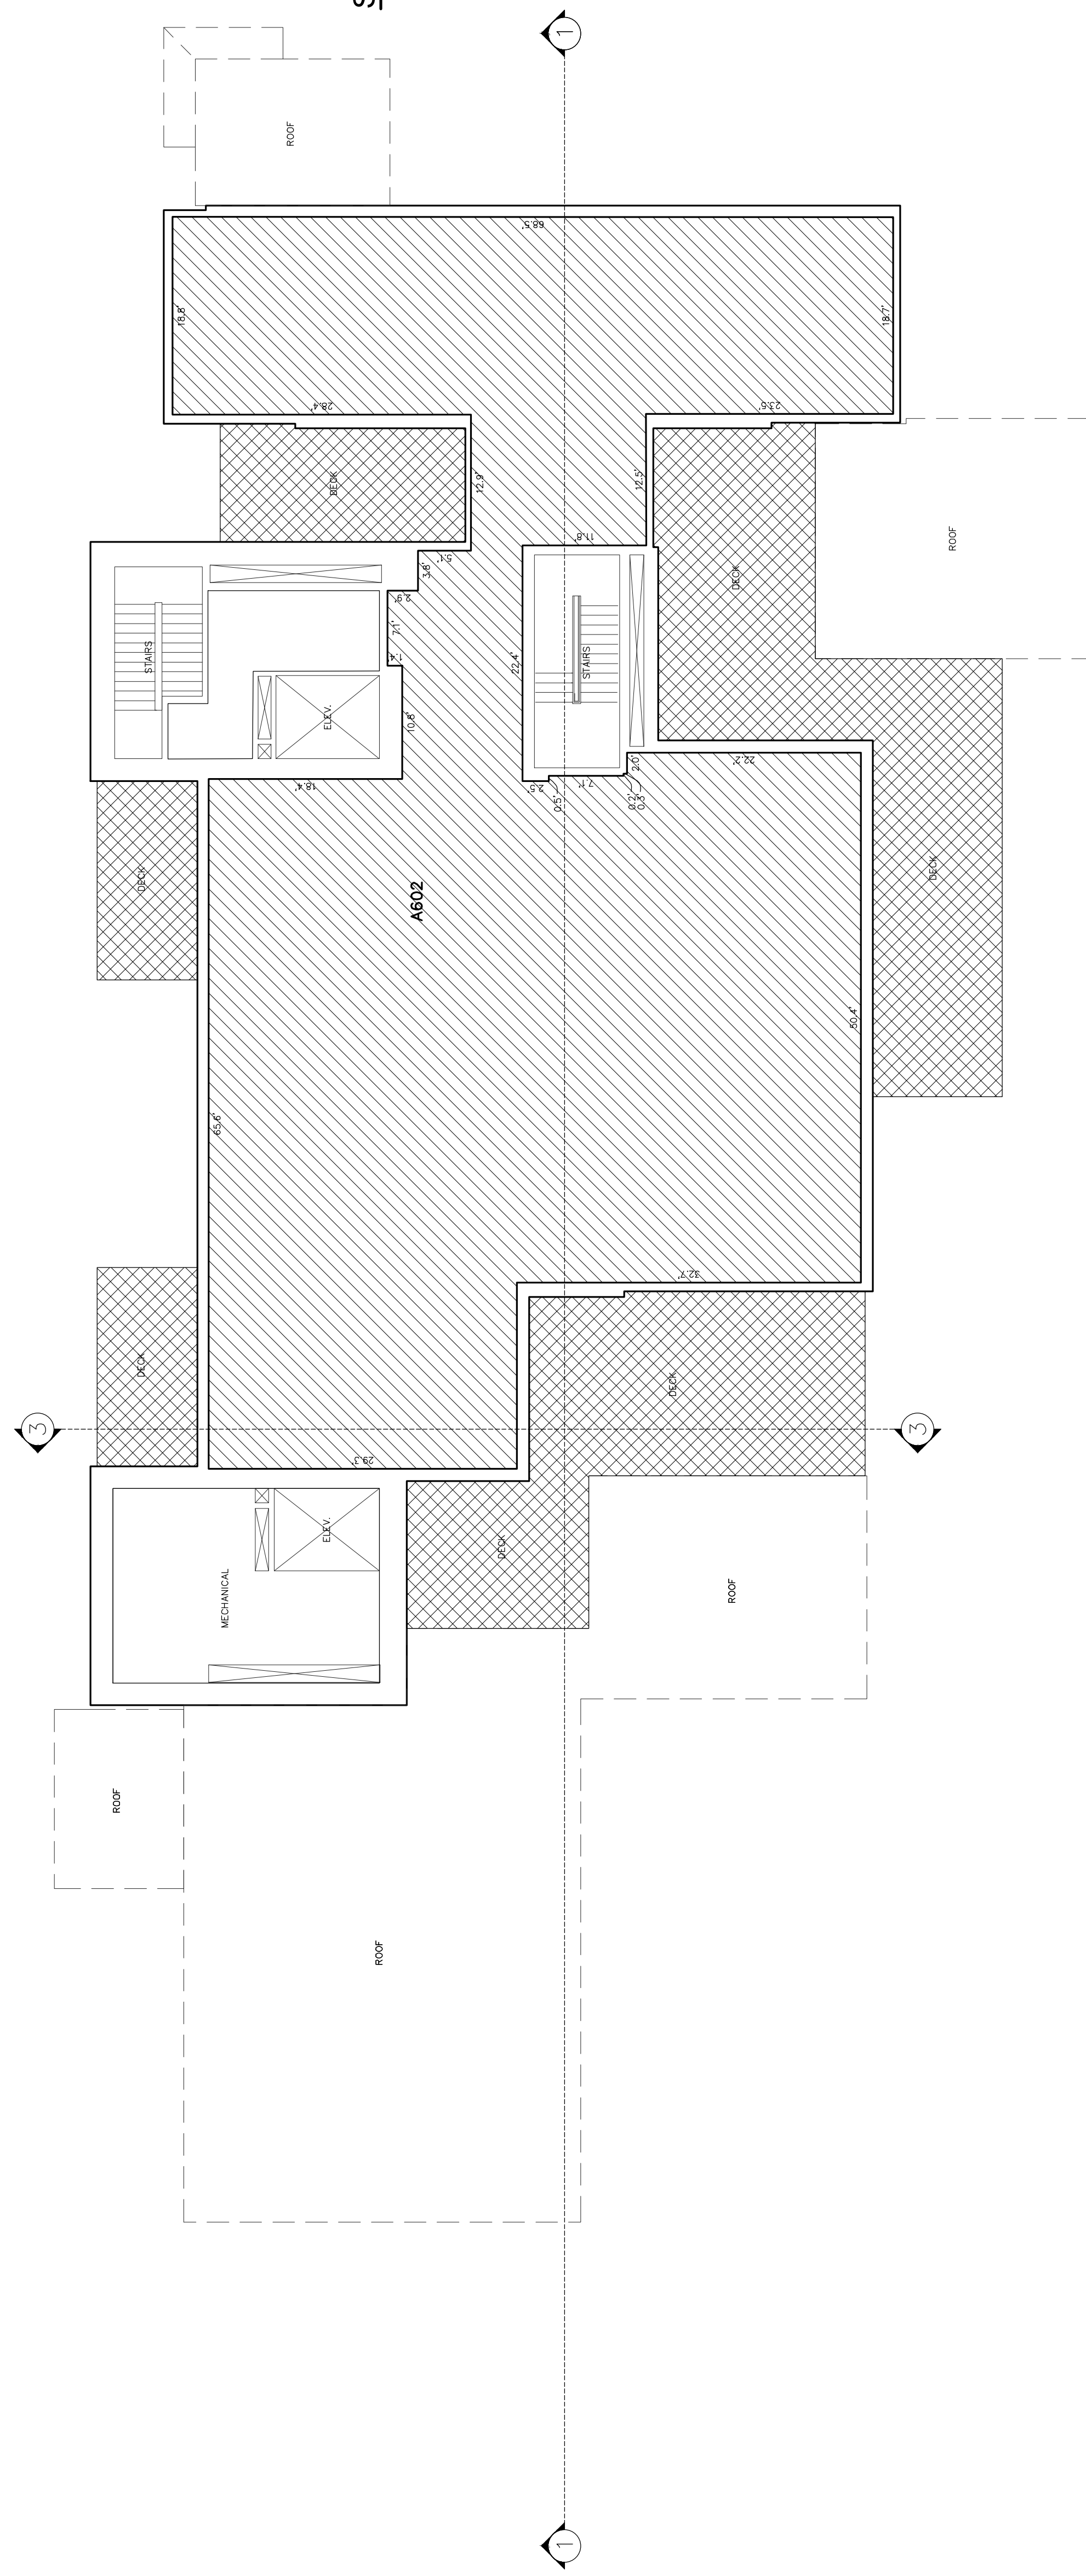 1
ROOF
68.5'
18.8'
18.7'
28.4'
23.5'
DECK
12.9'
12.5'
ROOF
5.1'
11.8'
3.8'
DECK
2.9'
7.1'
STAIRS
1.4'
22.4'
STAIRS
ELEV.
10.8'
18.4'
2.5'
7.1'
2.0'
22.2'
0.5'
0.2'
0.3'
DECK
DECK
A602
50.4'
65.6'
32.7'
DECK
DECK
3
3
29.3'
ELEV.
DECK
MECHANICAL
ROOF
ROOF
ROOF
1